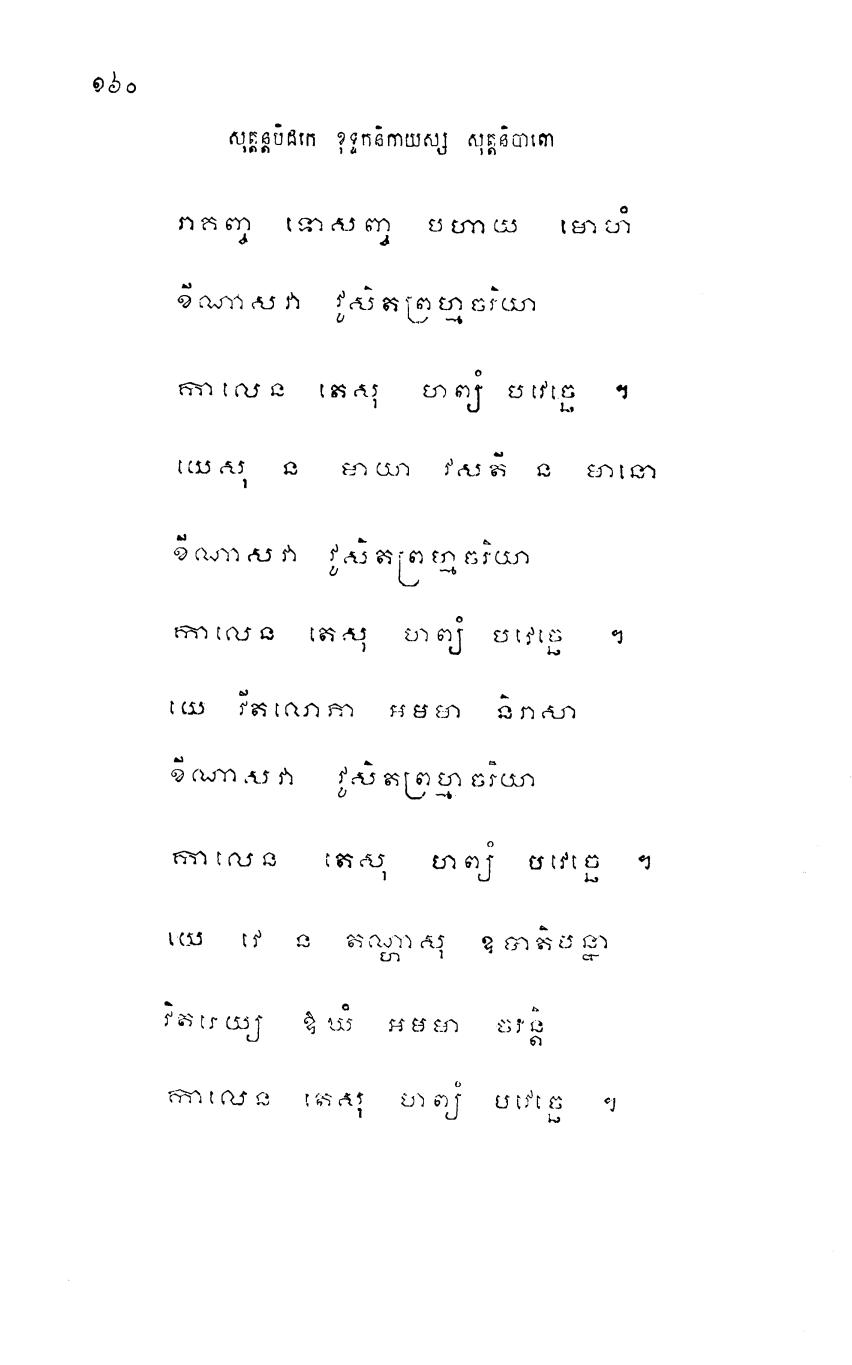 ១៦០
សុត្តន្តបិដកេ ខុទ្ទកនិកាយស្ស សុត្តនិបាតោ
រាគញ្ច ទោសញ្ច បហាយ មោហំ
ខីណាសវា វូសិតព្រហ្មចរិយា
កាលេន តេសុ ហព្យំ បវេច្ឆេ ។
យេសុ ន មាយា វសតី ន មានោ
ខីណាសវា វូសិតព្រហ្មចរិយា
កាលេន តេសុ ហព្យំ បវេច្ឆេ ។
យេ វីតលោភា អមមា និរាសា
ខីណាសវា វូសិតព្រហ្មចរិយា
កាលេន តេសុ ហព្យំ បវេច្ឆេ ។
យេ វេ ន តណ្ហាសុ ឧបាតិបន្នា
វិតរេយ្យ ឱឃំ អមមា ចរន្តិ
កាលេន តេសុ ហព្យំ បវេច្ឆេ ។